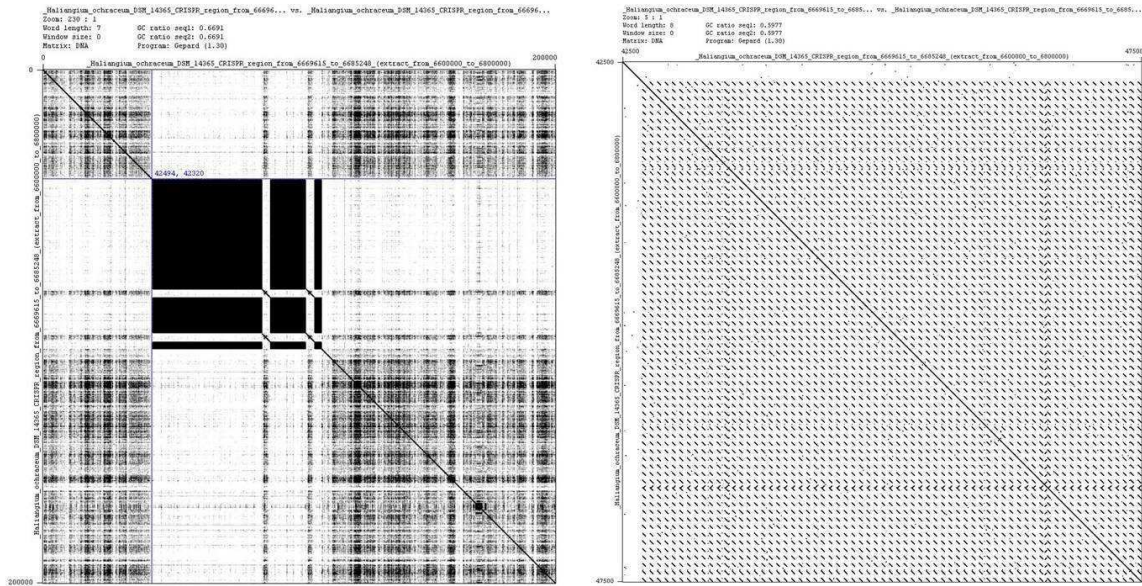 _Haliangium_ochraceum_DSM_14365_CRISPR_region_from_66696... vs. _Haliangium_ochraceum_DSM_14365_CRISPR_region_from_66696...
Zoom: 230 : 1
Word length: 7 GC ratio seq1: 0.6691
Window size: 0 GC ratio seq2: 0.6691
Matrix: DNA Program: Gepard (1.30)
_Haliangium_ochraceum_DSM_14365_CRISPR_region_from_6669615_to_6685248_(extract_from_6600000_to_6800000)
0 200000
0
42494, 42320
_Haliangium_ochraceum_DSM_14365_CRISPR_region_from_6669615_to_6685248_(extract_from_6600000_to_6800000)
200000
_Haliangium_ochraceum_DSM_14365_CRISPR_region_from_6669615_to_6685... vs. _Haliangium_ochraceum_DSM_14365_CRISPR_region_from_6669615_to_6685...
Zoom: 5 : 1
Word length: 8 GC ratio seq1: 0.5977
Window size: 0 GC ratio seq2: 0.5977
Matrix: DNA Program: Gepard (1.30)
_Haliangium_ochraceum_DSM_14365_CRISPR_region_from_6669615_to_6685248_(extract_from_6600000_to_6800000)
42500 47500
42500
_Haliangium_ochraceum_DSM_14365_CRISPR_region_from_6669615_to_6685248_(extract_from_6600000_to_6800000)
47500